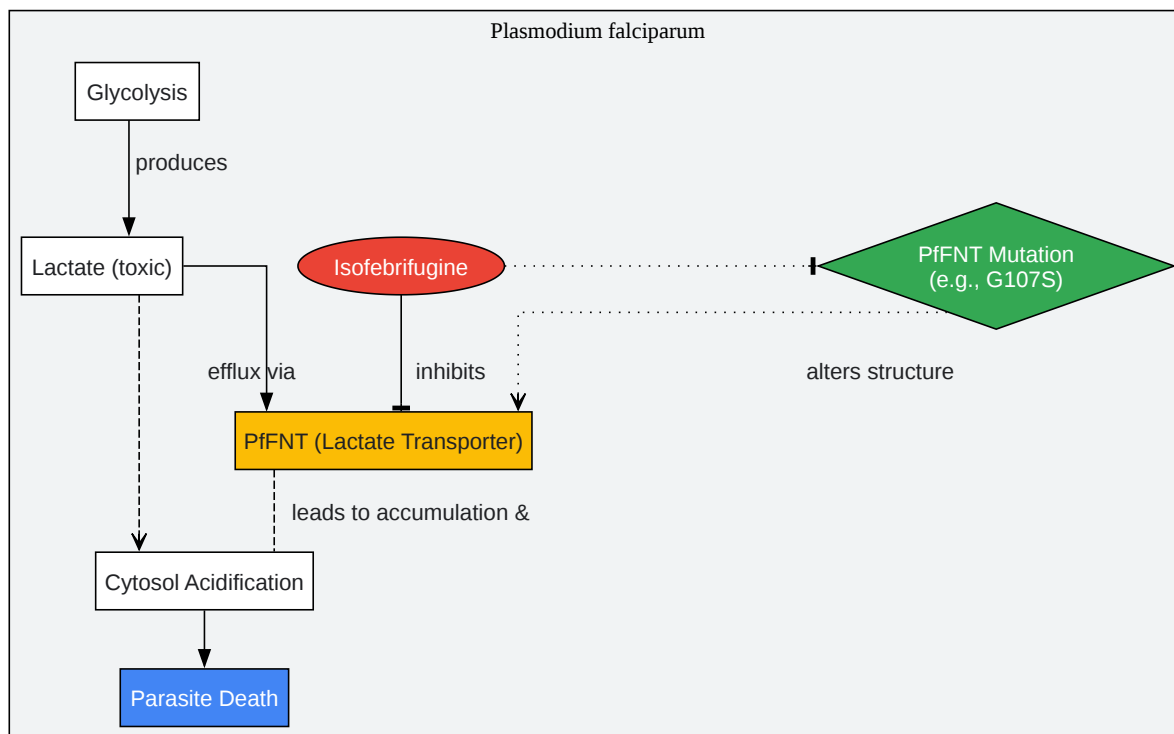 Plasmodium falciparum
Glycolysis
produces
Lactate (toxic)
Isofebrifugine
PfFNT Mutation
(e.g., G107S)
efflux via
inhibits
alters structure
PfFNT (Lactate Transporter)
leads to accumulation &
Cytosol Acidification
Parasite Death